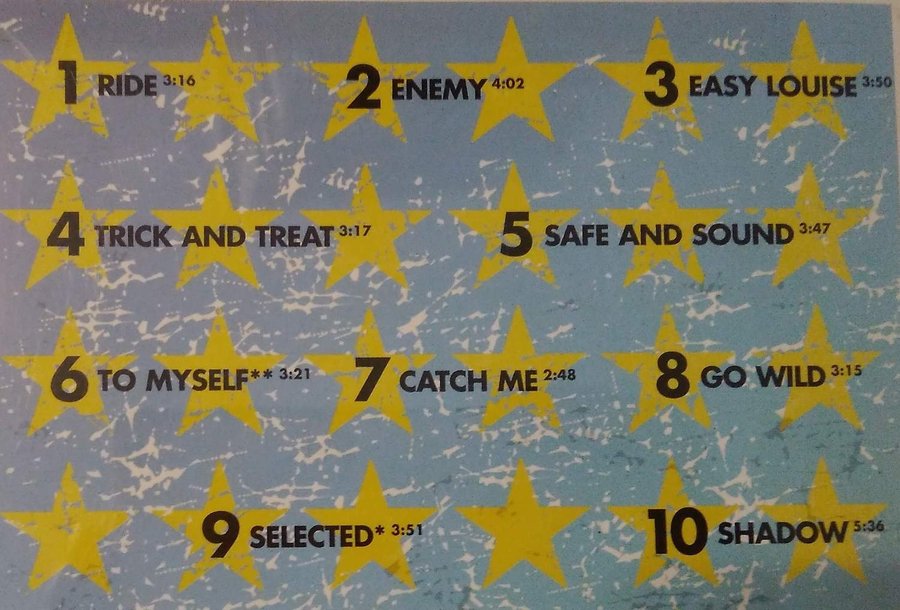 1 RIDE 3:16 2 ENEMY 4:02 3 EASY LOUISE 3:50
4 TRICK AND TREAT 3:17 5 SAFE AND SOUND 3:47
6 TO MYSELF** 3:21 7 CATCH ME 2:48 8 GO WILD 3:15
9 SELECTED* 3:51 10 SHADOW 5:36